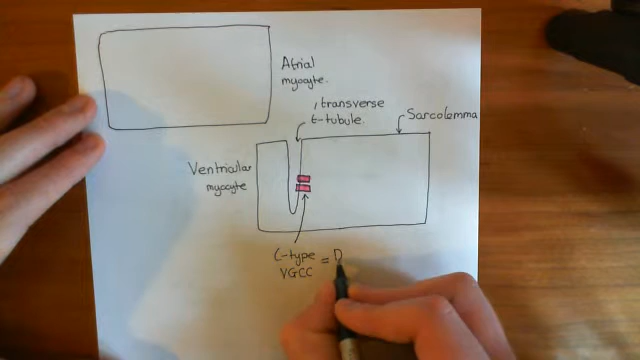 Atrial
myocyte.
, transverse
t-tubule.
Sarcolemma
Ventricular
myocyte
L-type = D
VGCC